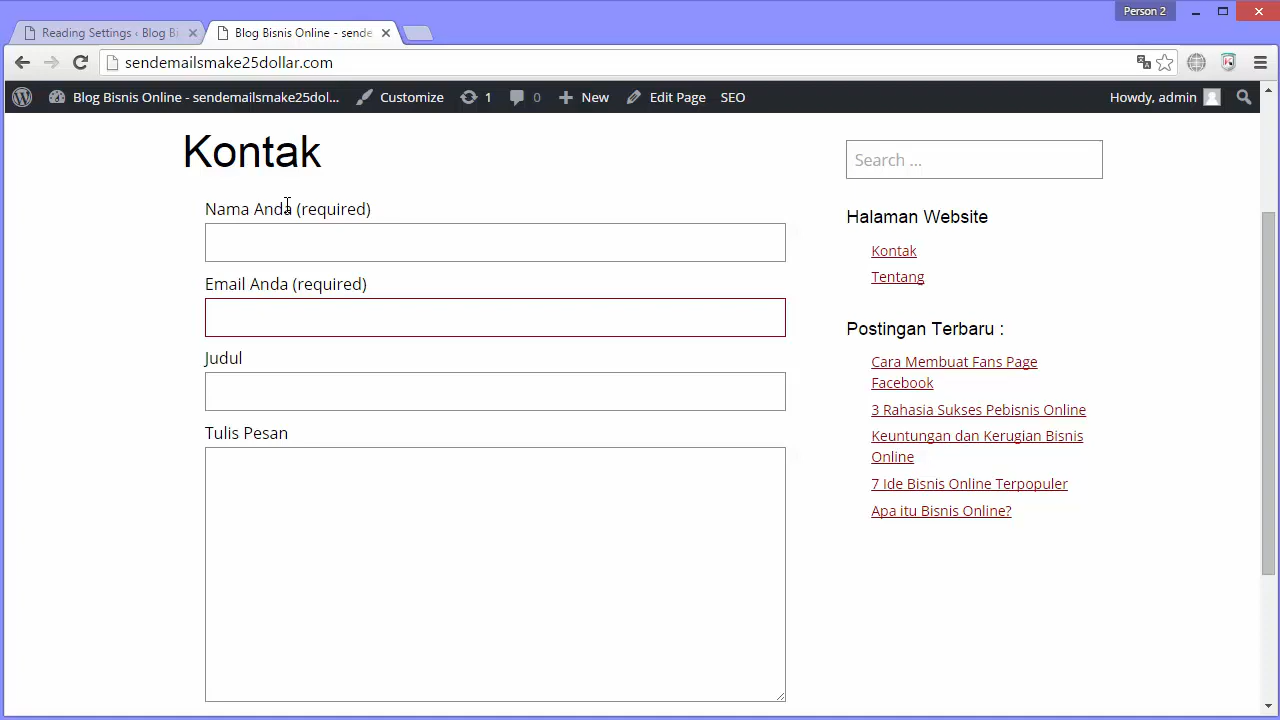 Person 2
Reading Settings ‹ Blog Bi
Blog Bisnis Online - sende
sendemailsmake25dollar.com
Blog Bisnis Online - sendemailsmake25dol... Customize 1 0 New Edit Page SEO Howdy, admin
Kontak
Nama Anda (required)
Email Anda (required)
Judul
Tulis Pesan
Search ...
Halaman Website
Kontak
Tentang
Postingan Terbaru :
Cara Membuat Fans Page
Facebook
3 Rahasia Sukses Pebisnis Online
Keuntungan dan Kerugian Bisnis
Online
7 Ide Bisnis Online Terpopuler
Apa itu Bisnis Online?